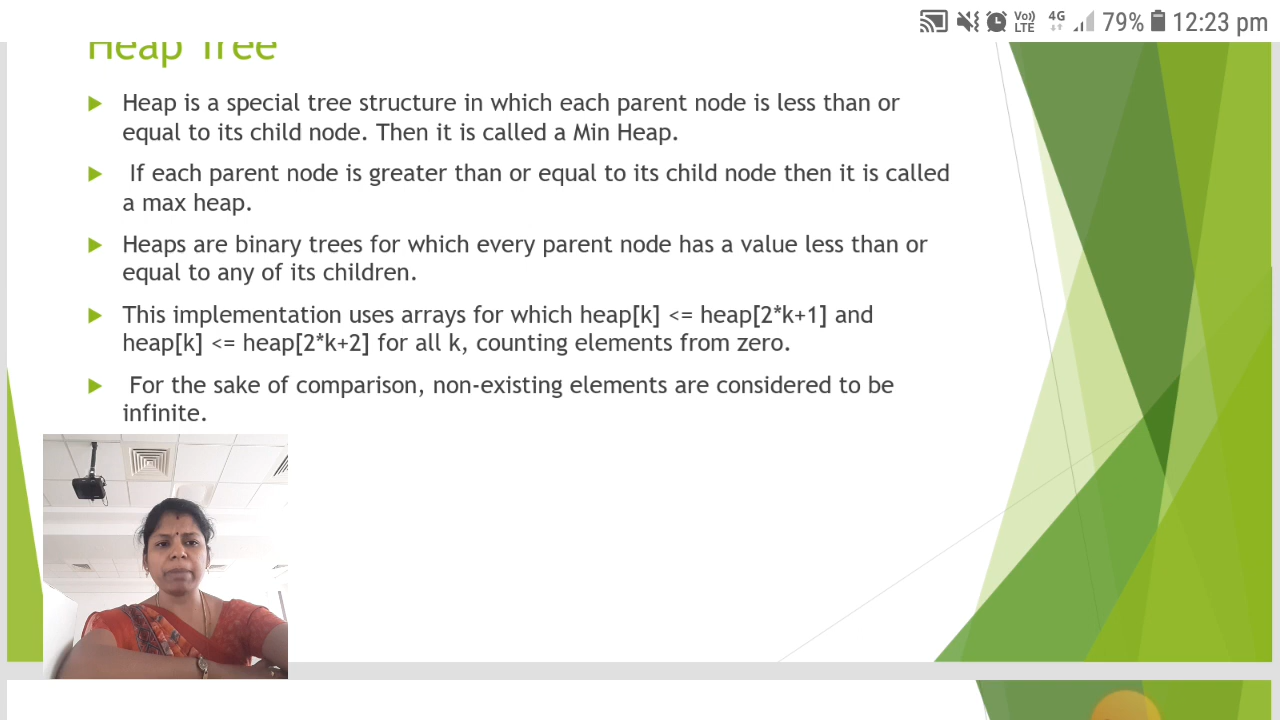 Vo))
LTE
4G
79%
12:23 pm
Heap Tree
Heap is a special tree structure in which each parent node is less than or
equal to its child node. Then it is called a Min Heap.
If each parent node is greater than or equal to its child node then it is called
a max heap.
Heaps are binary trees for which every parent node has a value less than or
equal to any of its children.
This implementation uses arrays for which heap[k] <= heap[2*k+1] and
heap[k] <= heap[2*k+2] for all k, counting elements from zero.
For the sake of comparison, non-existing elements are considered to be
infinite.